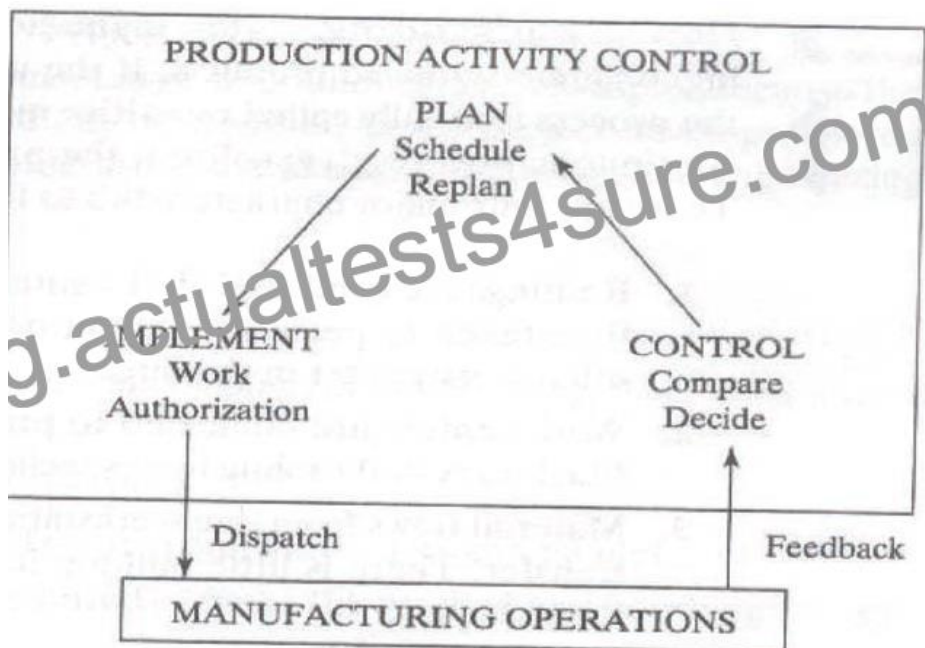 PRODUCTION ACTIVITY CONTROL
PLAN
Schedule
Replan
g.actualtests4sure.com
IMPLEMENT
Work
Authorization
CONTROL
Compare
Decide
Dispatch
Feedback
MANUFACTURING OPERATIONS